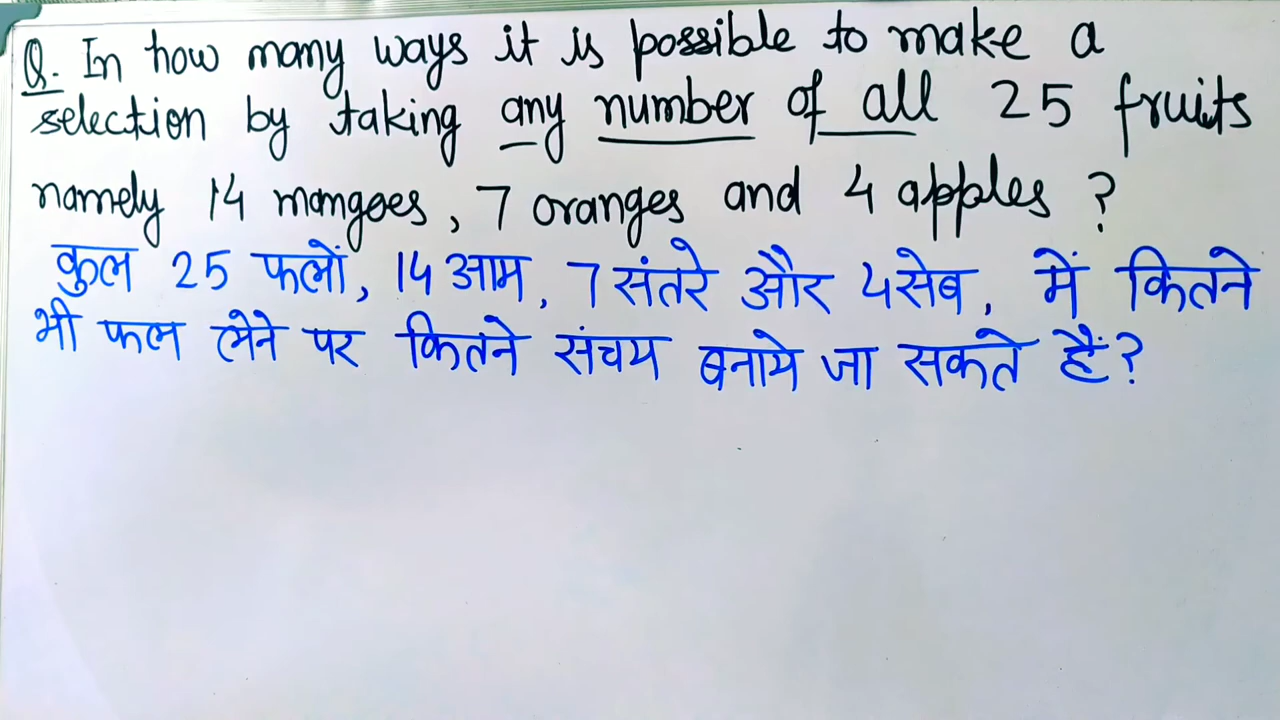 Q. In how many ways it is possible to make a
selection by taking any number of all 25 fruits
namely 14 mangoes, 7 oranges and 4 apples ?
कुल 25 फलों, 14 आम, 7 संतरे और 4 सेब, में कितने
भी फल लेने पर कितने संचय बनाये जा सकते हैं?